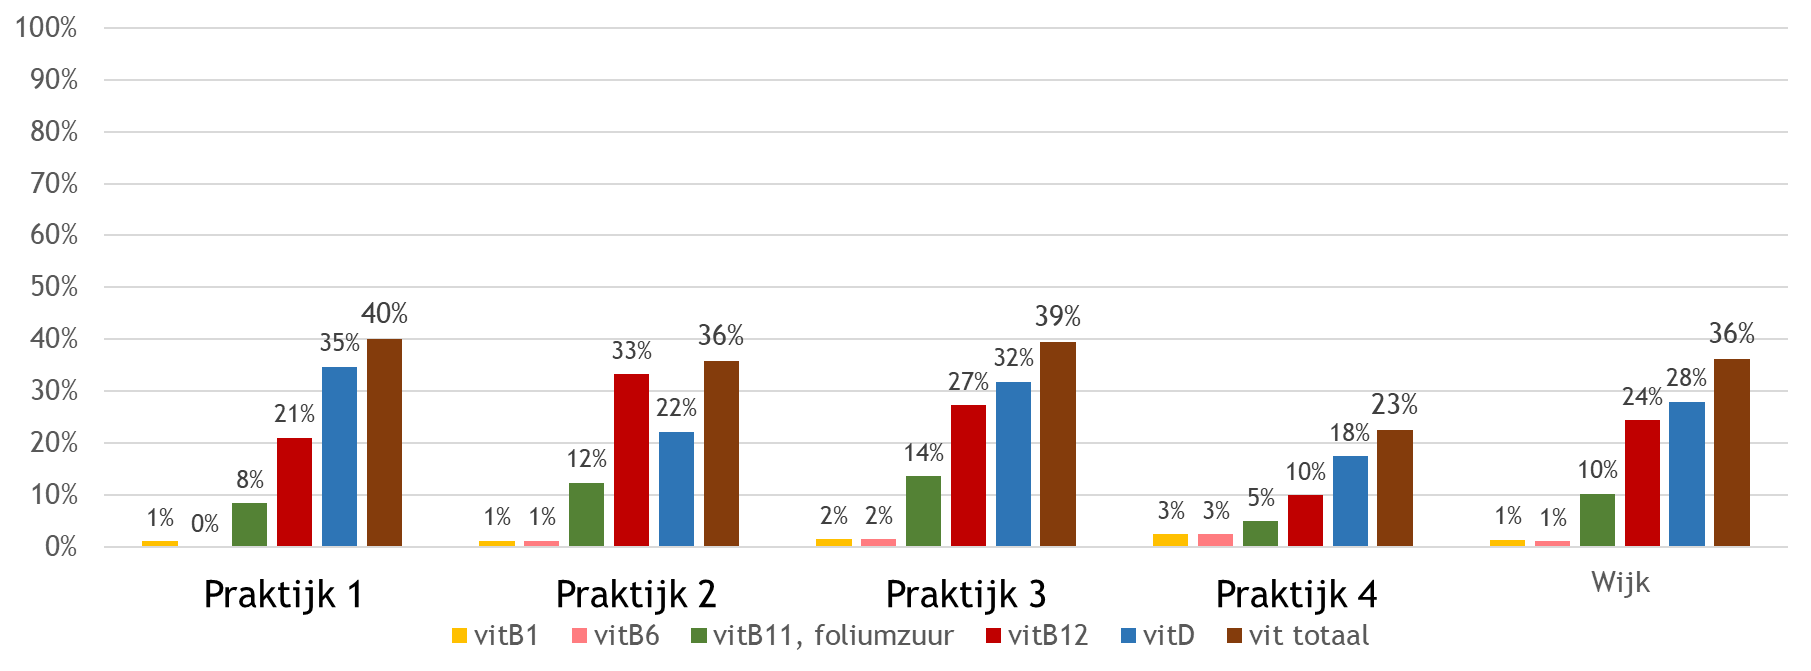 100%
90%
80%
70%
60%
50%
40%
30%
20%
10%
0%
1% 0% 8% 21% 35% 40%
1% 1% 12% 33% 22% 36%
2% 2% 14% 27% 32% 39%
3% 3% 5% 10% 18% 23%
1% 1% 10% 24% 28% 36%
Praktijk 1 Praktijk 2 Praktijk 3 Praktijk 4 Wijk
vitB1 vitB6 vitB11, foliumzuur vitB12 vitD vit totaal